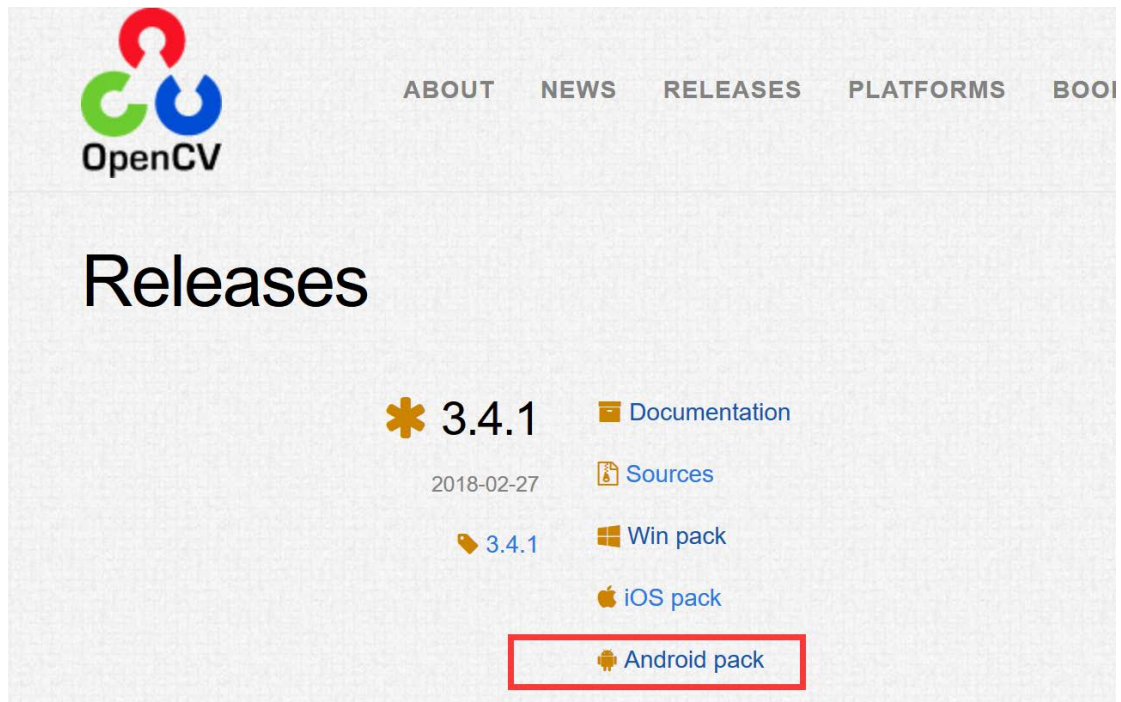 OpenCV
ABOUT NEWS RELEASES PLATFORMS
Releases
3.4.1
2018-02-27
3.4.1
Documentation
Sources
Win pack
iOS pack
Android pack